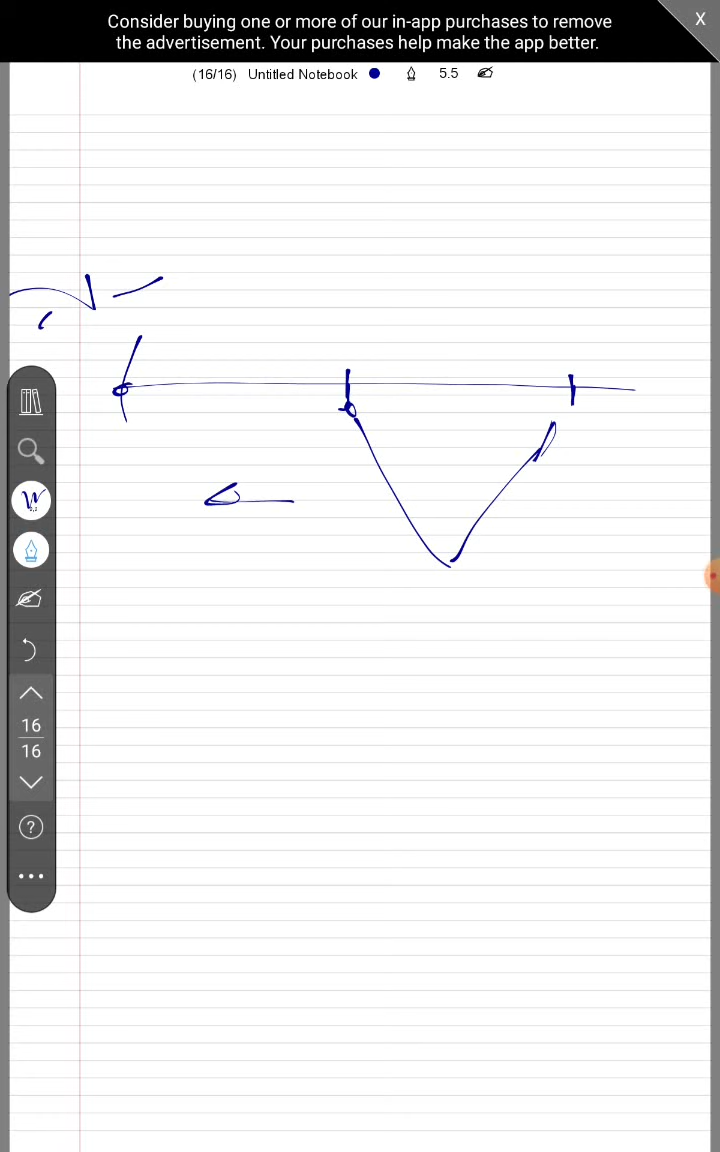 Consider buying one or more of our in-app purchases to remove
the advertisement. Your purchases help make the app better.
X
(16/16) Untitled Notebook 5.5
16
16
?